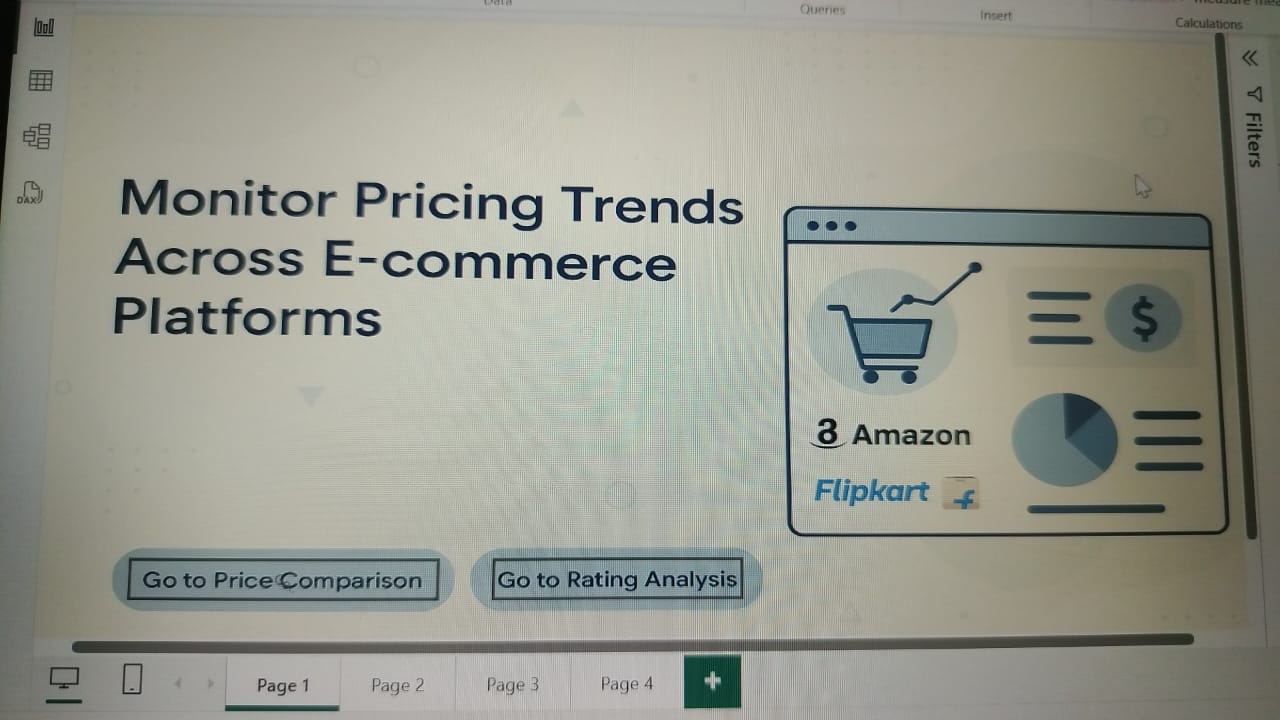 Data
Queries
Insert
Calculations
Filters
DAX
Monitor Pricing Trends
Across E-commerce
Platforms
$
a Amazon
Flipkart f
Go to Price Comparison
Go to Rating Analysis
Page 1
Page 2
Page 3
Page 4
+